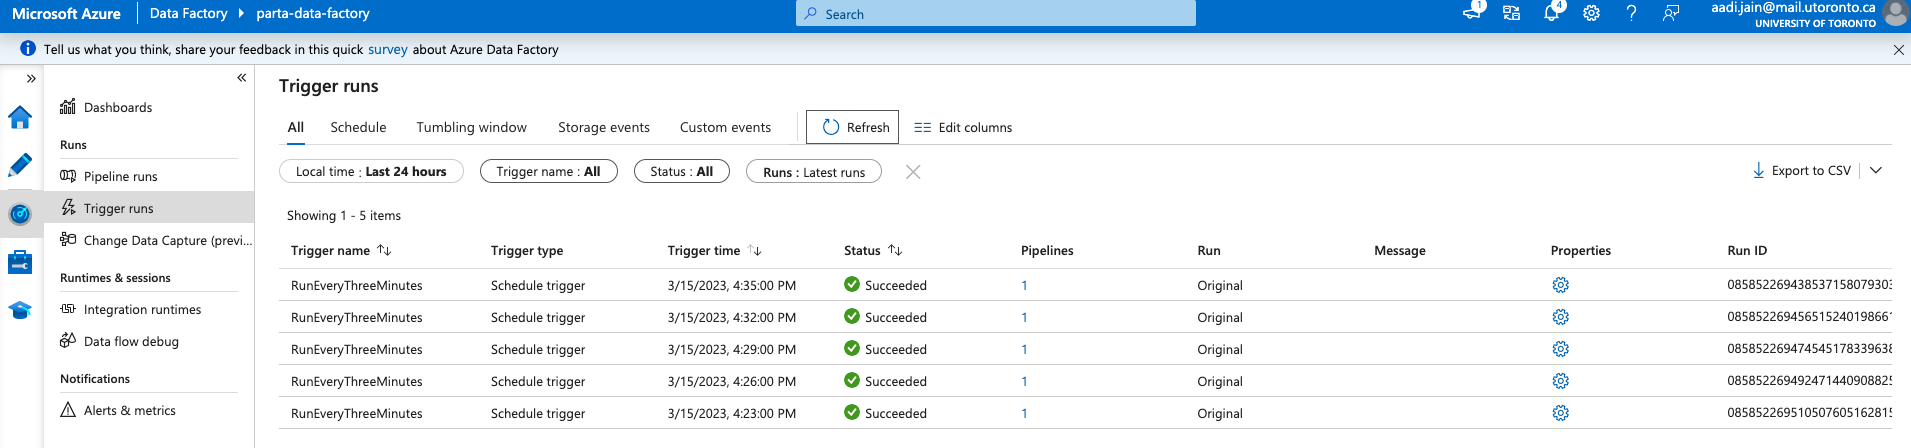 Microsoft Azure Data Factory parta-data-factory Search 1 4 aadi.jain@mail.utoronto.ca
UNIVERSITY OF TORONTO
Tell us what you think, share your feedback in this quick survey about Azure Data Factory
Dashboards
Runs
Pipeline runs
Trigger runs
Change Data Capture (previ...
Runtimes & sessions
Integration runtimes
Data flow debug
Notifications
Alerts & metrics
Trigger runs
All Schedule Tumbling window Storage events Custom events Refresh Edit columns
Local time : Last 24 hours Trigger name : All Status : All Runs : Latest runs Export to CSV
Showing 1 - 5 items
Trigger name Trigger type Trigger time Status Pipelines Run Message Properties Run ID
RunEveryThreeMinutes Schedule trigger 3/15/2023, 4:35:00 PM Succeeded 1 Original 085852269438537158079303
RunEveryThreeMinutes Schedule trigger 3/15/2023, 4:32:00 PM Succeeded 1 Original 085852269456515240198661
RunEveryThreeMinutes Schedule trigger 3/15/2023, 4:29:00 PM Succeeded 1 Original 085852269474545178339638
RunEveryThreeMinutes Schedule trigger 3/15/2023, 4:26:00 PM Succeeded 1 Original 085852269492471440908825
RunEveryThreeMinutes Schedule trigger 3/15/2023, 4:23:00 PM Succeeded 1 Original 085852269510507605162815